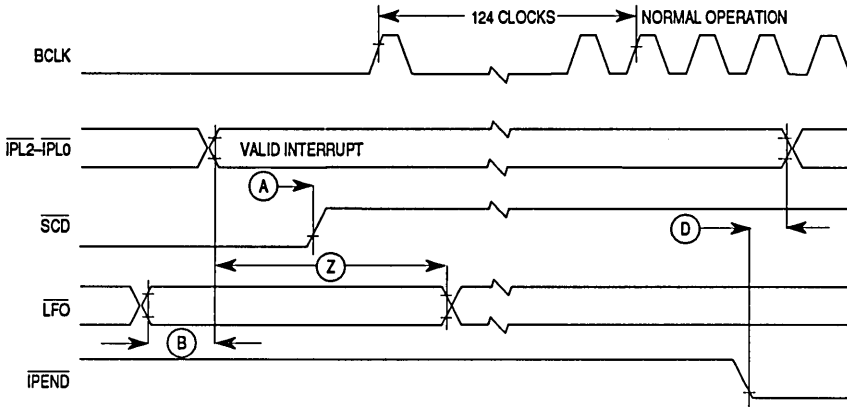 124 CLOCKS
NORMAL OPERATION
BCLK
IPL2–IPL0
VALID INTERRUPT
A
SCD
D
Z
LFO
B
IPEND